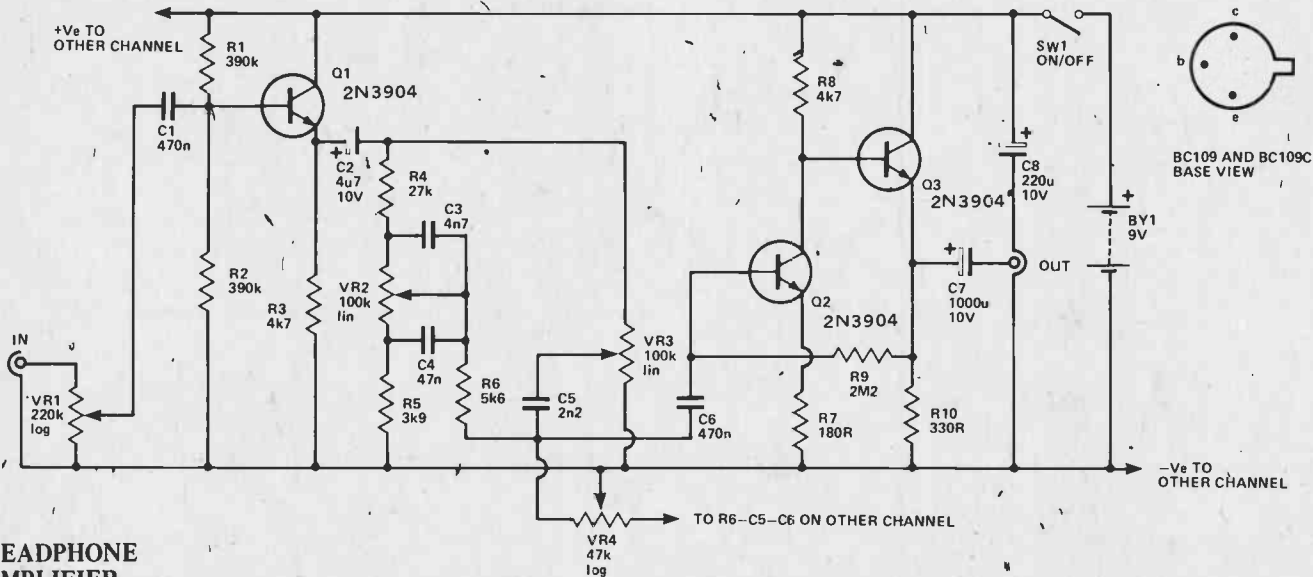 +Ve TO
OTHER CHANNEL
R1
390k
Q1
2N3904
C1
470n
C2
4u7
10V
R4
27k
C3
4n7
R2
390k
R3
4k7
VR2
100k
lin
C4
47n
R5
3k9
R6
5k6
IN
VR1
220k
log
C5
2n2
VR3
100k
lin
C6
470n
R8
4k7
Q3
2N3904
Q2
2N3904
R9
2M2
R7
180R
R10
330R
C7
1000u
10V
OUT
C8
220u
10V
SW1
ON/OFF
+
BY1
9V
c
b
e
BC109 AND BC109C
BASE VIEW
–Ve TO
OTHER CHANNEL
VR4
47k
log
TO R6–C5–C6 ON OTHER CHANNEL
EADPHONE